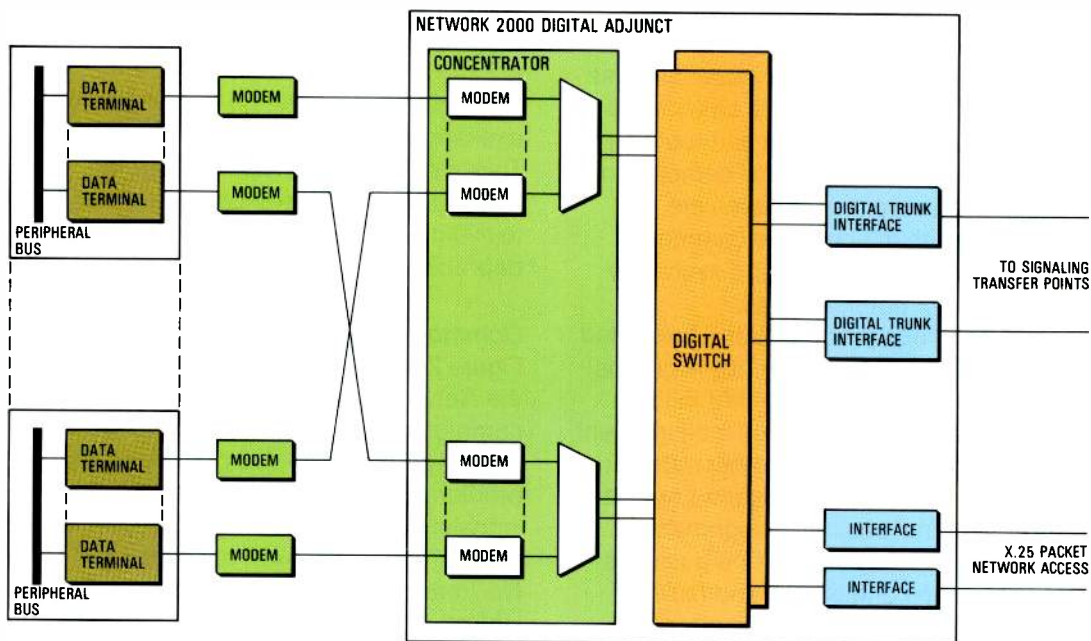 NETWORK 2000 DIGITAL ADJUNCT
CONCENTRATOR
DATA
TERMINAL
MODEM
MODEM
DATA
TERMINAL
MODEM
MODEM
PERIPHERAL
BUS
DIGITAL TRUNK
INTERFACE
TO SIGNALING
TRANSFER POINTS
DIGITAL TRUNK
INTERFACE
DIGITAL
SWITCH
DATA
TERMINAL
MODEM
MODEM
DATA
TERMINAL
MODEM
MODEM
PERIPHERAL
BUS
INTERFACE
X.25 PACKET
NETWORK ACCESS
INTERFACE